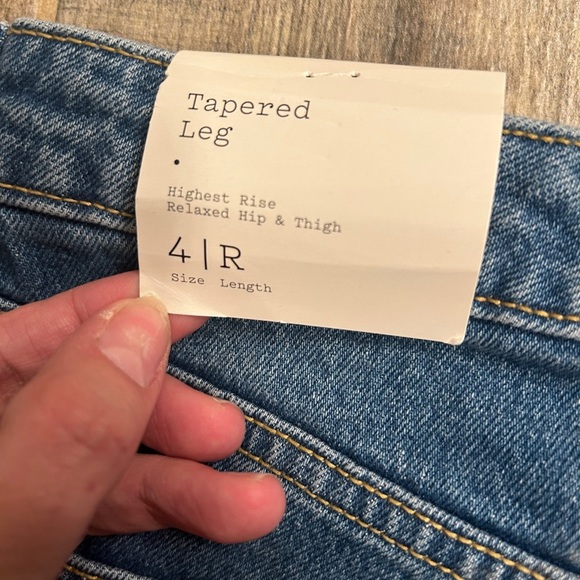 Tapered
Leg
•
Highest Rise
Relaxed Hip & Thigh
4|R
Size Length